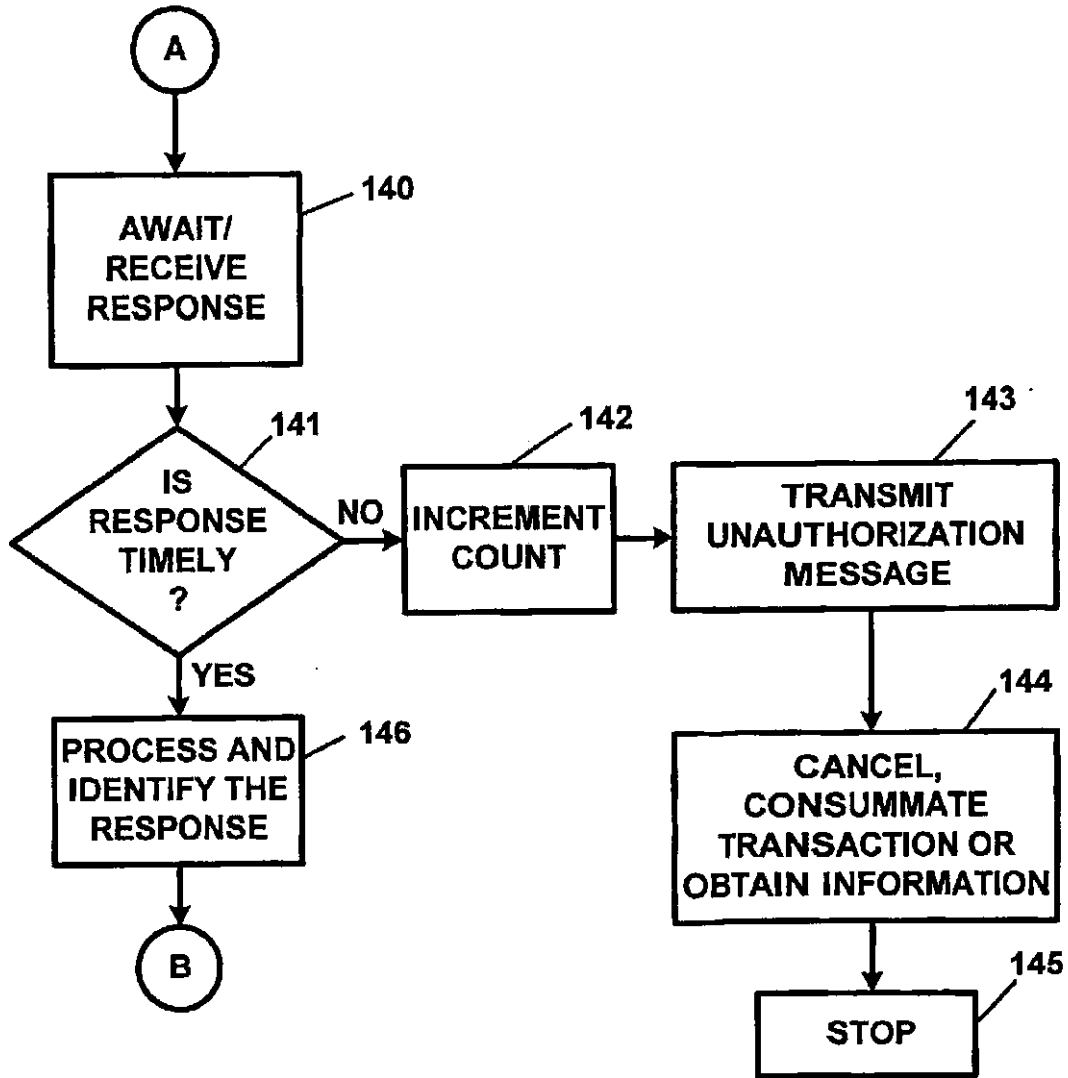 A
140
AWAIT/
RECEIVE
RESPONSE
141
IS
RESPONSE
TIMELY
?
NO
142
INCREMENT
COUNT
143
TRANSMIT
UNAUTHORIZATION
MESSAGE
YES
146
PROCESS AND
IDENTIFY THE
RESPONSE
B
144
CANCEL,
CONSUMMATE
TRANSACTION OR
OBTAIN INFORMATION
145
STOP